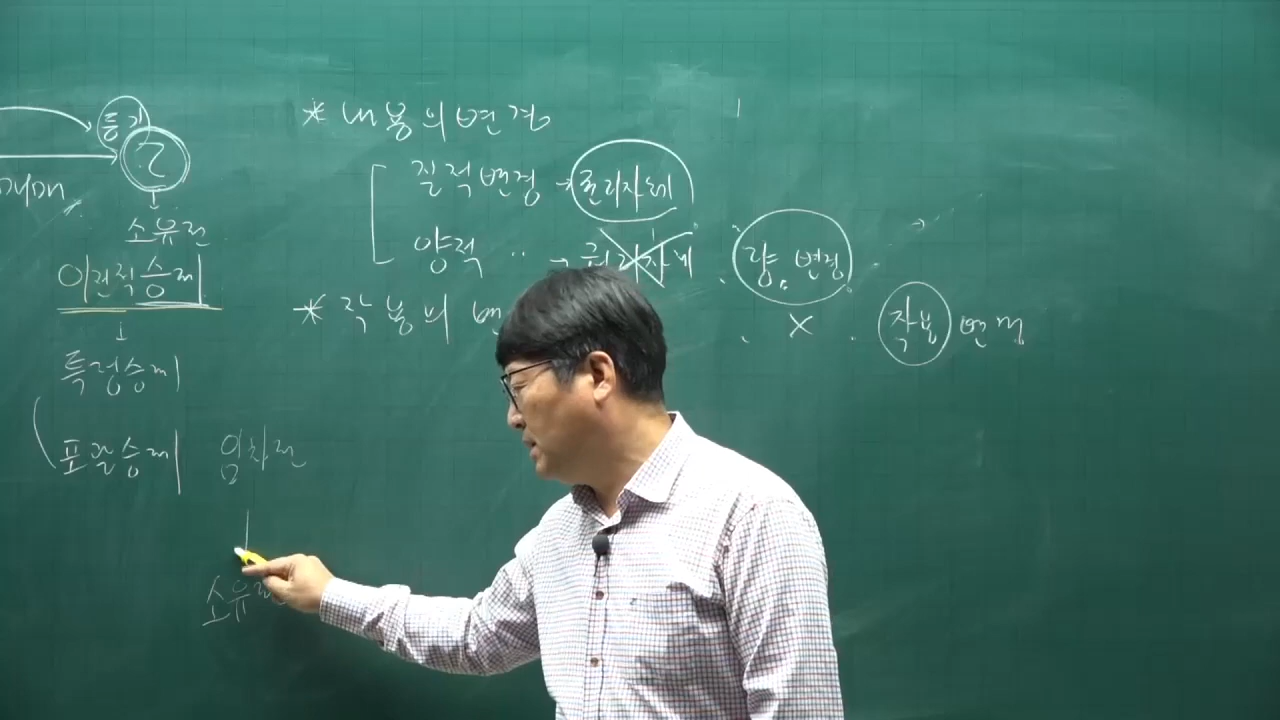 * 내용의 변경
질적 변경 → 권리자체
양적 〃 → 권리자체, 량, 변경
* 작용의 변
× 작용 변경
등기
매매
소유권
이전적 승계
↓
특정승계
포괄승계 임차권
소유권